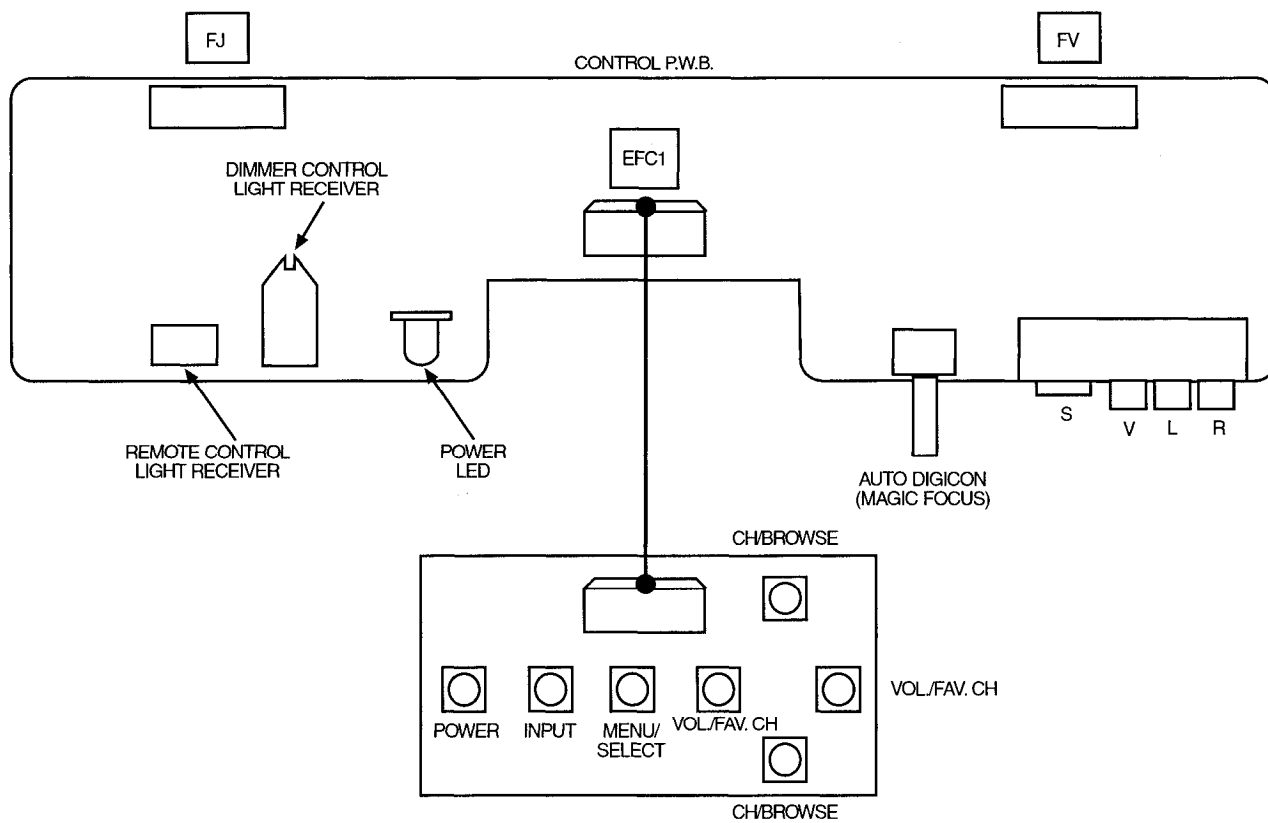 FJ
FV
CONTROL P.W.B.
EFC1
DIMMER CONTROL
LIGHT RECEIVER
REMOTE CONTROL
LIGHT RECEIVER
POWER
LED
S
V
L
R
AUTO DIGICON
(MAGIC FOCUS)
CH/BROWSE
POWER
INPUT
MENU/
SELECT
VOL./FAV. CH
VOL./FAV. CH
CH/BROWSE